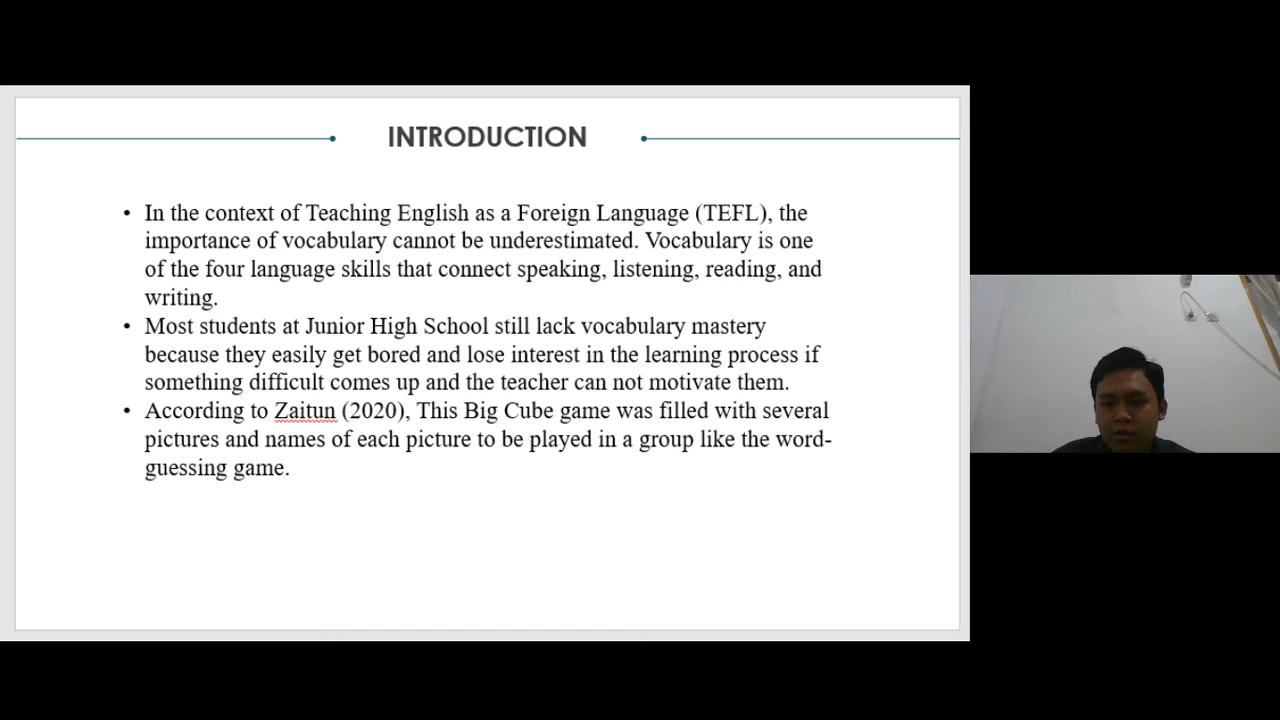 INTRODUCTION
• In the context of Teaching English as a Foreign Language (TEFL), the
importance of vocabulary cannot be underestimated. Vocabulary is one
of the four language skills that connect speaking, listening, reading, and
writing.
• Most students at Junior High School still lack vocabulary mastery
because they easily get bored and lose interest in the learning process if
something difficult comes up and the teacher can not motivate them.
• According to Zaitun (2020), This Big Cube game was filled with several
pictures and names of each picture to be played in a group like the word-
guessing game.